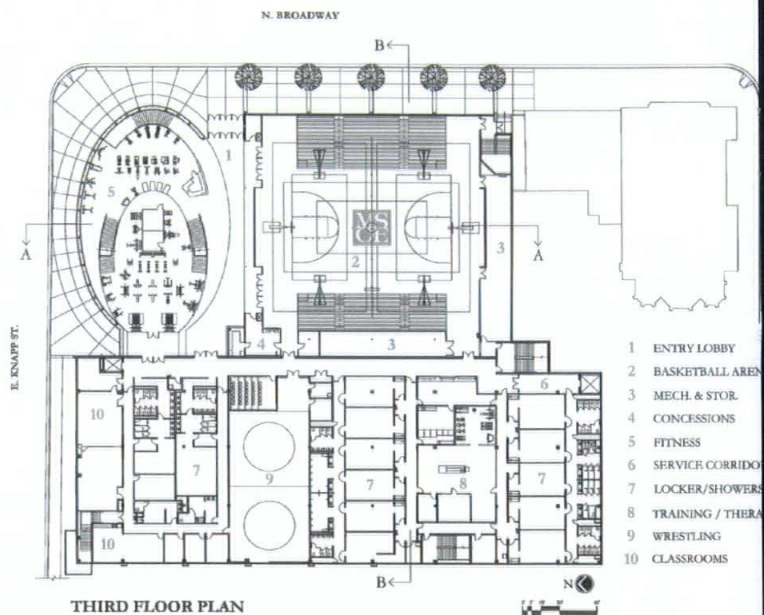 N. BROADWAY
B
1
5
MS
OE
2
3
A
A
E. KNAPP ST.
4
3
1 ENTRY LOBBY
2 BASKETBALL AREN
3 MECH. & STOR.
4 CONCESSIONS
5 FITNESS
6 SERVICE CORRIDO
7 LOCKER/SHOWERS
8 TRAINING / THERA
9 WRESTLING
10 CLASSROOMS
6
10
7
9
7
8
7
10
B
N
THIRD FLOOR PLAN